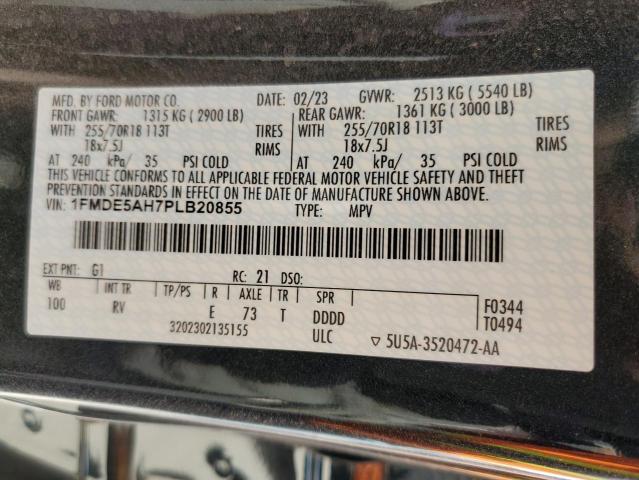 MFD. BY FORD MOTOR CO. DATE: 02/23 GVWR: 2513 KG ( 5540 LB)
FRONT GAWR: 1315 KG ( 2900 LB) REAR GAWR: 1361 KG ( 3000 LB)
WITH 255/70R18 113T TIRES WITH 255/70R18 113T TIRES
18x7.5J RIMS 18x7.5J RIMS
AT 240 kPa/ 35 PSI COLD AT 240 kPa/ 35 PSI COLD
THIS VEHICLE CONFORMS TO ALL APPLICABLE FEDERAL MOTOR VEHICLE SAFETY AND THEFT
PREVENTION STANDARDS IN EFFECT ON THE DATE OF MANUFACTURE SHOWN ABOVE.
VIN: 1FMDE5AH7PLB20855 TYPE: MPV
EXT PNT: G1 RC: 21 DSO:
WB INT TR TP/PS R AXLE TR SPR
100 RV E 73 T DDDD F0344
T0494
3202302135155 ULC ▽ 5U5A-3520472-AA